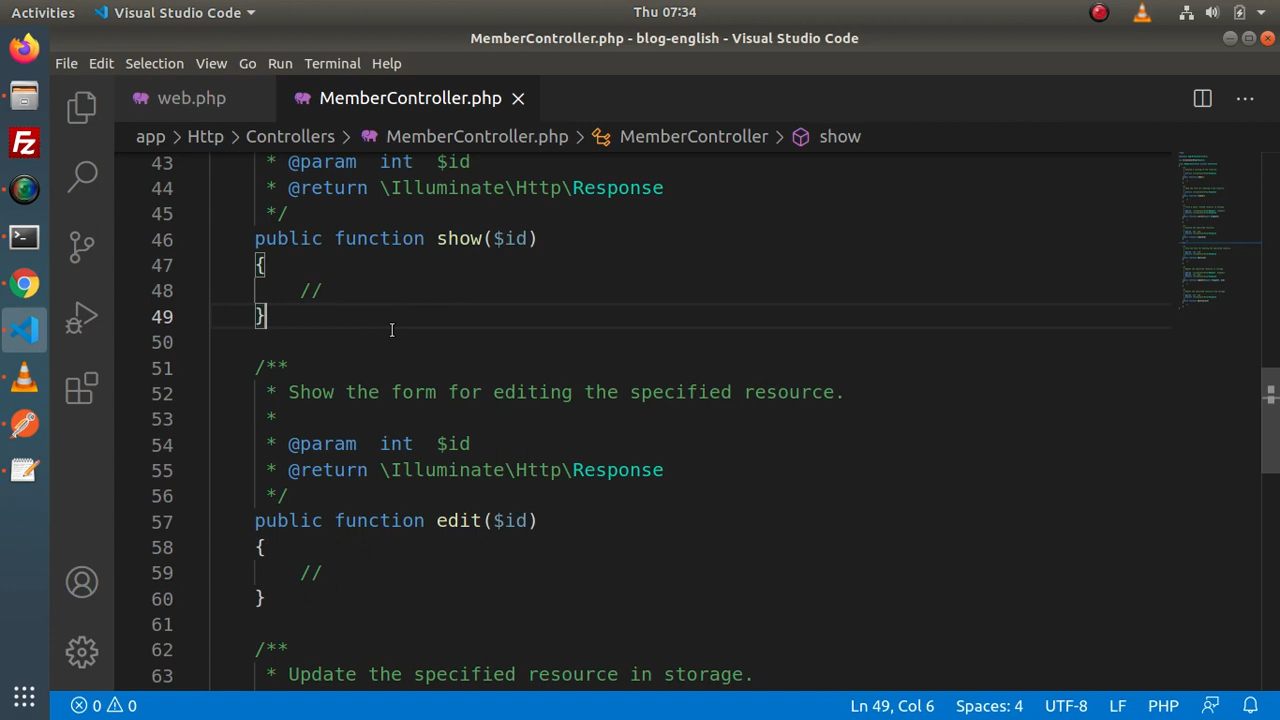 Activities Visual Studio Code Thu 07:34
MemberController.php - blog-english - Visual Studio Code
File Edit Selection View Go Run Terminal Help
web.php MemberController.php
app > Http > Controllers > MemberController.php > MemberController > show
43 * @param  int  $id
44 * @return \Illuminate\Http\Response
45 */
46 public function show($id)
47 {
48 //
49 }
50
51 /**
52 * Show the form for editing the specified resource.
53 *
54 * @param  int  $id
55 * @return \Illuminate\Http\Response
56 */
57 public function edit($id)
58 {
59 //
60 }
61
62 /**
63 * Update the specified resource in storage.
0 0 Ln 49, Col 6 Spaces: 4 UTF-8 LF PHP